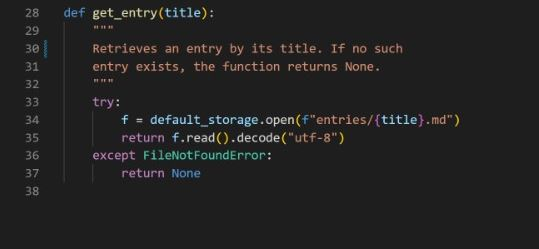 28 def get_entry(title):
29     """
30     Retrieves an entry by its title. If no such
31     entry exists, the function returns None.
32     """
33     try:
34         f = default_storage.open(f"entries/{title}.md")
35         return f.read().decode("utf-8")
36     except FileNotFoundError:
37         return None
38